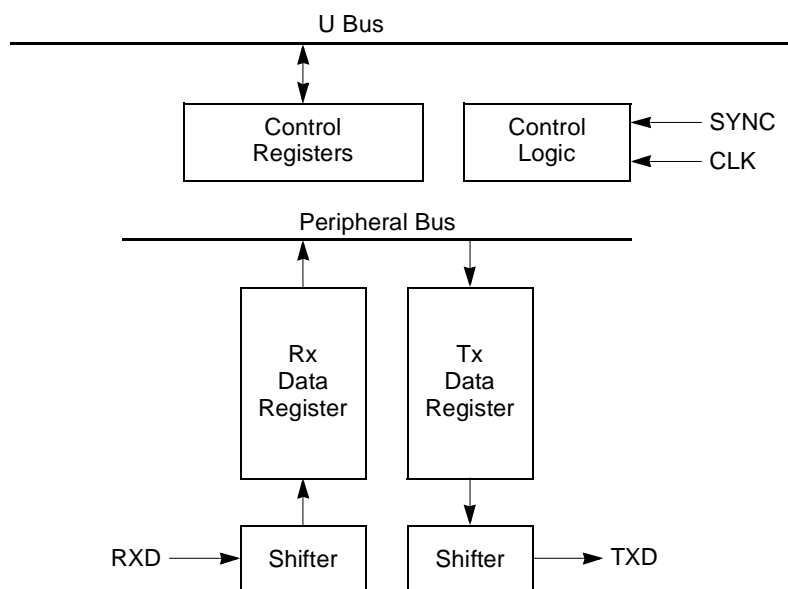 U Bus
Control
Registers
Control
Logic
SYNC
CLK
Peripheral Bus
Rx
Data
Register
Tx
Data
Register
RXD
Shifter
Shifter
TXD